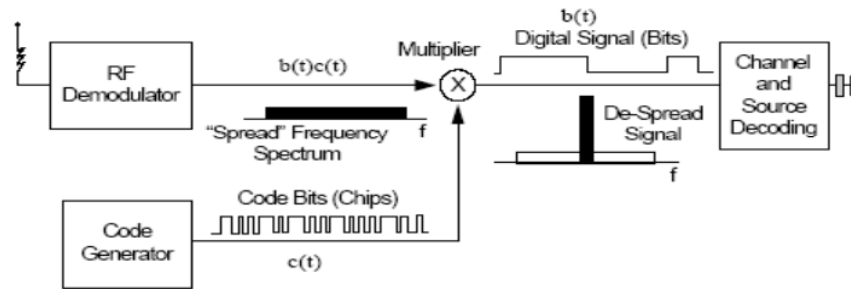 RF
Demodulator
b(t)c(t)
"Spread" Frequency
Spectrum
f
Multiplier
X
b(t)
Digital Signal (Bits)
De-Spread
Signal
f
Channel
and
Source
Decoding
Code
Generator
Code Bits (Chips)
c(t)